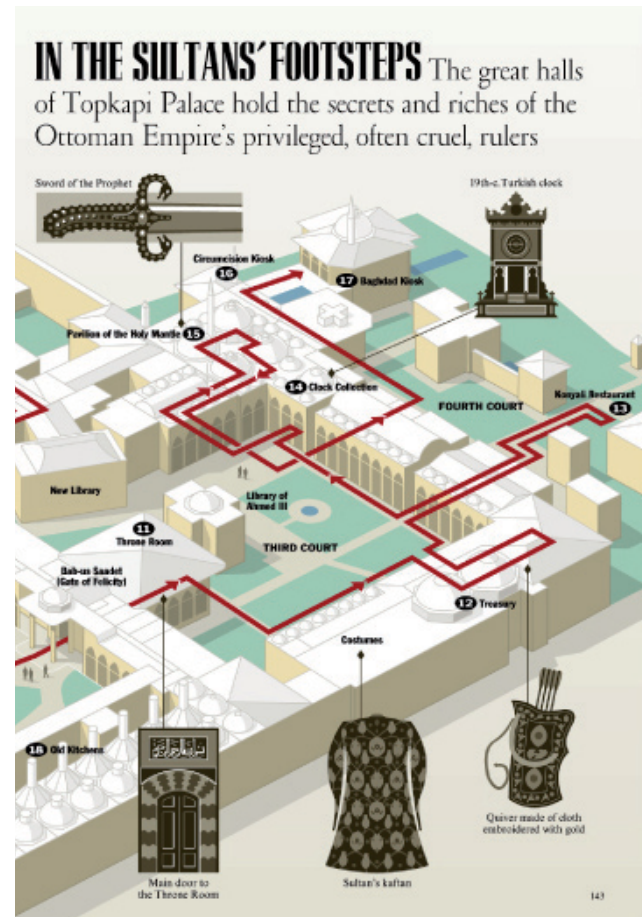 IN THE SULTANS' FOOTSTEPS The great halls
of Topkapi Palace hold the secrets and riches of the
Ottoman Empire's privileged, often cruel, rulers
Sword of the Prophet
19th-c. Turkish clock
Circumcision Kiosk
16
17 Baghdad Kiosk
Pavilion of the Holy Mantle 15
14 Clock Collection
FOURTH COURT
Konyali Restaurant
13
New Library
Library of
Ahmed III
11
Throne Room
THIRD COURT
Bab-us Saadet
(Gate of Felicity)
12 Treasury
Costumes
18 Old Kitchens
Quiver made of cloth
embroidered with gold
Main door to
the Throne Room
Sultan's kaftan
143